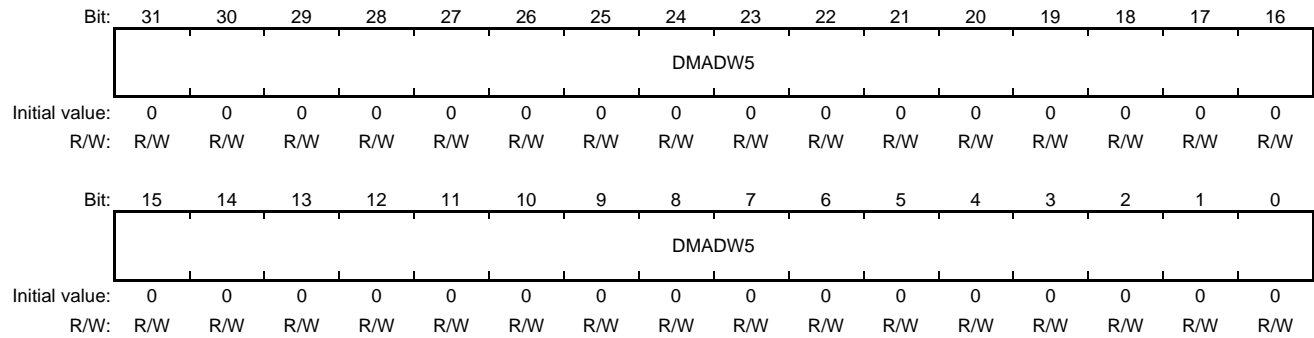 Bit: 31 30 29 28 27 26 25 24 23 22 21 20 19 18 17 16
DMADW5
Initial value: 0 0 0 0 0 0 0 0 0 0 0 0 0 0 0 0
R/W: R/W R/W R/W R/W R/W R/W R/W R/W R/W R/W R/W R/W R/W R/W R/W R/W
Bit: 15 14 13 12 11 10 9 8 7 6 5 4 3 2 1 0
DMADW5
Initial value: 0 0 0 0 0 0 0 0 0 0 0 0 0 0 0 0
R/W: R/W R/W R/W R/W R/W R/W R/W R/W R/W R/W R/W R/W R/W R/W R/W R/W